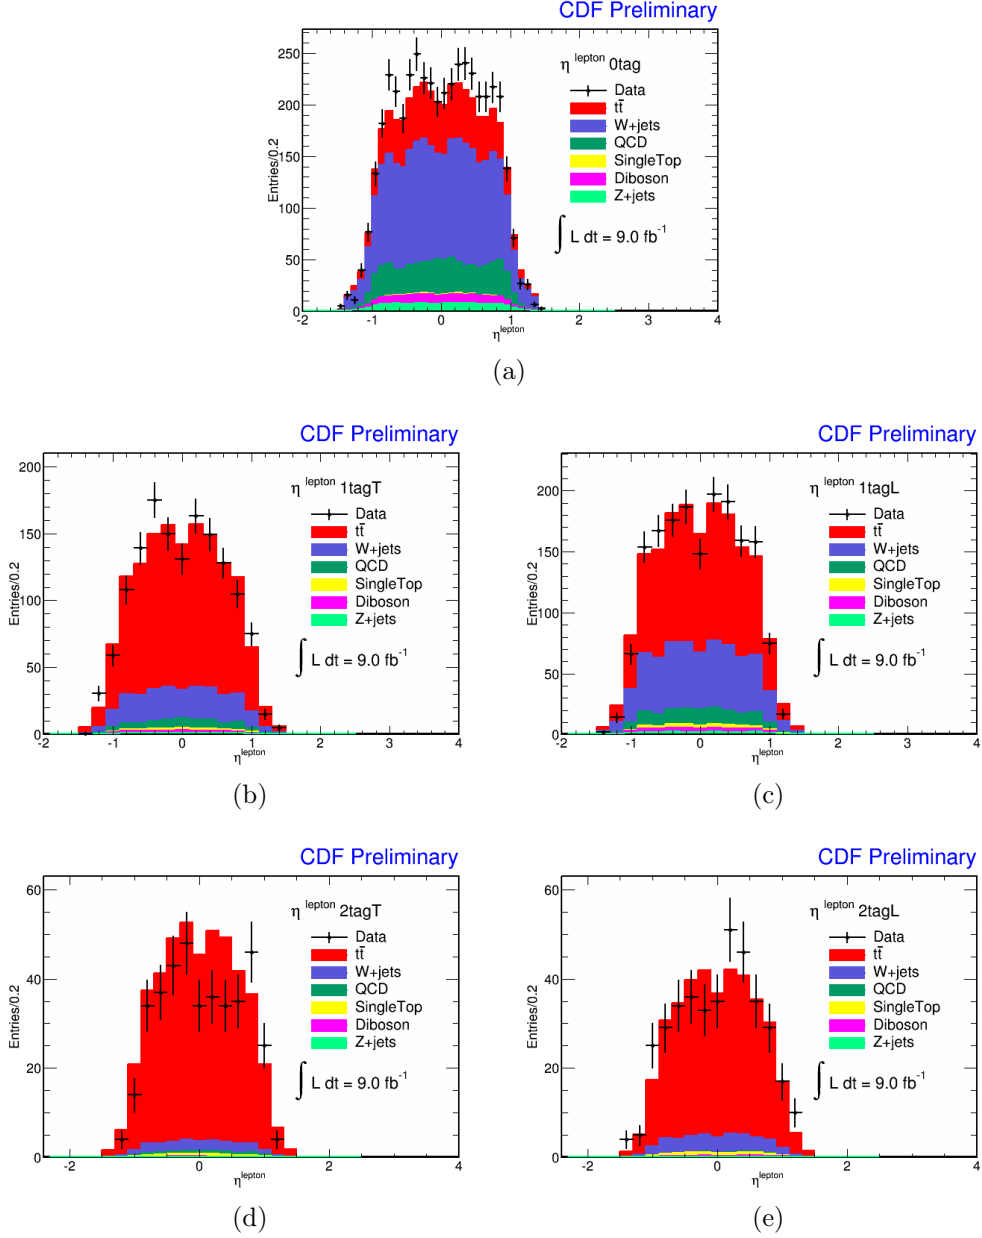 CDF Preliminary
Entries/0.2
250
200
150
100
50
0
-2 -1 0 1 2 3 4
η^lepton
η^lepton 0tag
Data
tt̄
W+jets
QCD
SingleTop
Diboson
Z+jets
∫ L dt = 9.0 fb⁻¹
(a)
CDF Preliminary
Entries/0.2
200
150
100
50
0
-2 -1 0 1 2 3 4
η^lepton
η^lepton 1tagT
Data
tt̄
W+jets
QCD
SingleTop
Diboson
Z+jets
∫ L dt = 9.0 fb⁻¹
(b)
CDF Preliminary
Entries/0.2
200
150
100
50
0
-2 -1 0 1 2 3 4
η^lepton
η^lepton 1tagL
Data
tt̄
W+jets
QCD
SingleTop
Diboson
Z+jets
∫ L dt = 9.0 fb⁻¹
(c)
CDF Preliminary
Entries/0.2
60
40
20
0
-2 0 2 4
η^lepton
η^lepton 2tagT
Data
tt̄
W+jets
QCD
SingleTop
Diboson
Z+jets
∫ L dt = 9.0 fb⁻¹
(d)
CDF Preliminary
Entries/0.2
60
40
20
0
-2 0 2 4
η^lepton
η^lepton 2tagL
Data
tt̄
W+jets
QCD
SingleTop
Diboson
Z+jets
∫ L dt = 9.0 fb⁻¹
(e)